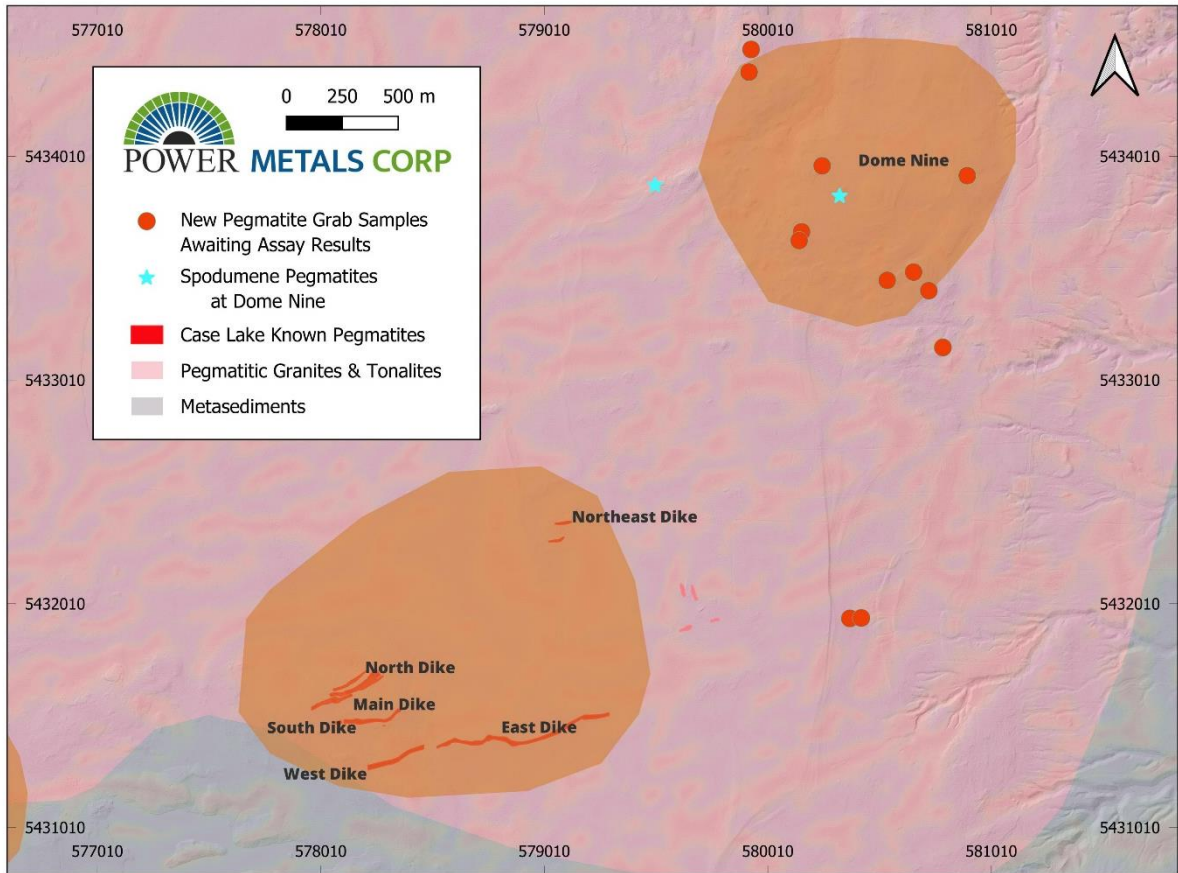 577010 578010 579010 580010 581010
0 250 500 m
POWER METALS CORP
New Pegmatite Grab Samples
Awaiting Assay Results
Spodumene Pegmatites
at Dome Nine
Case Lake Known Pegmatites
Pegmatitic Granites & Tonalites
Metasediments
5434010 5434010
Dome Nine
5433010 5433010
Northeast Dike
5432010 5432010
North Dike
Main Dike
South Dike East Dike
West Dike
5431010 5431010
577010 578010 579010 580010 581010